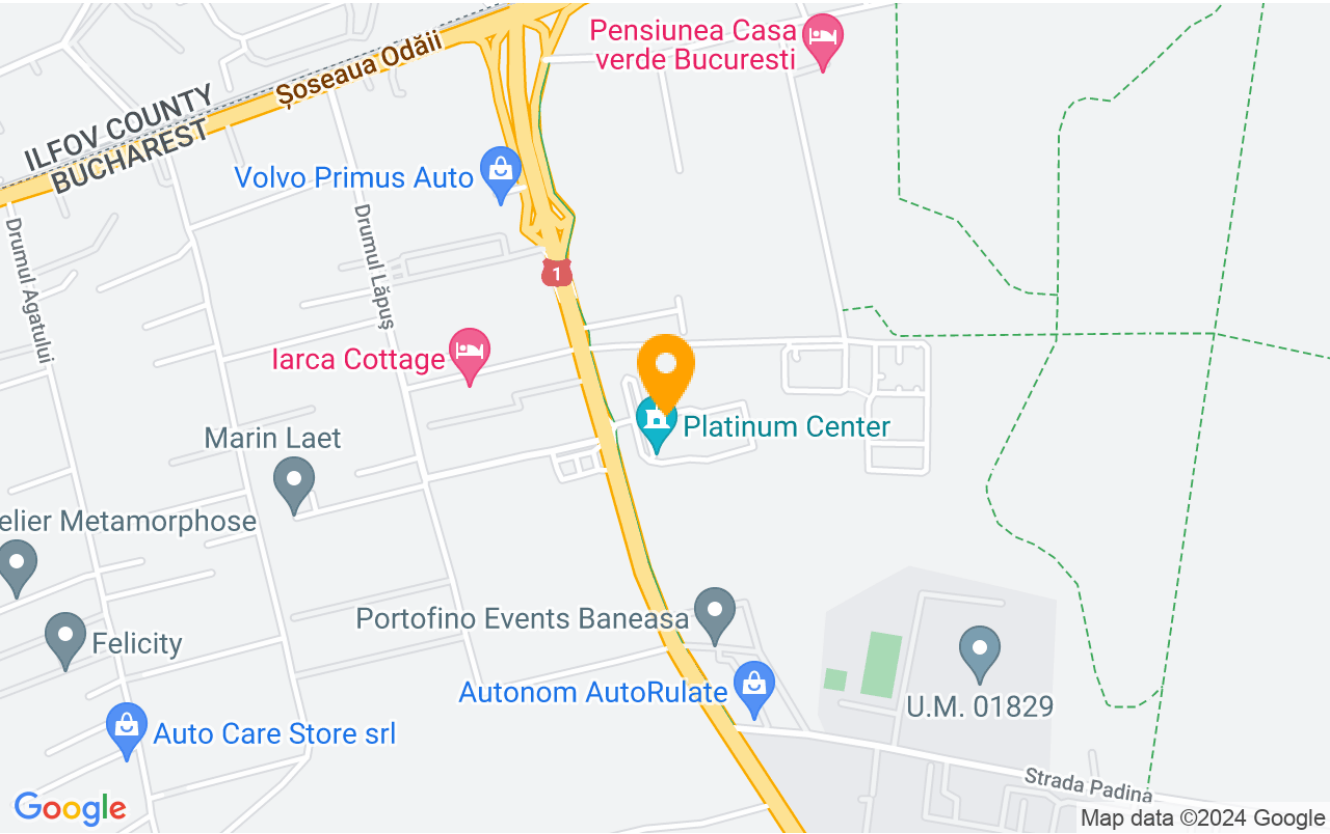 Pensiunea Casa
verde Bucuresti
Șoseaua Odăii
ILFOV COUNTY
BUCHAREST
Volvo Primus Auto
Drumul Agatului
Drumul Lăpuș
1
Iarca Cottage
Platinum Center
Marin Laet
elier Metamorphose
Portofino Events Baneasa
Felicity
Autonom AutoRulate
U.M. 01829
Auto Care Store srl
Strada Padina
Google
Map data ©2024 Google